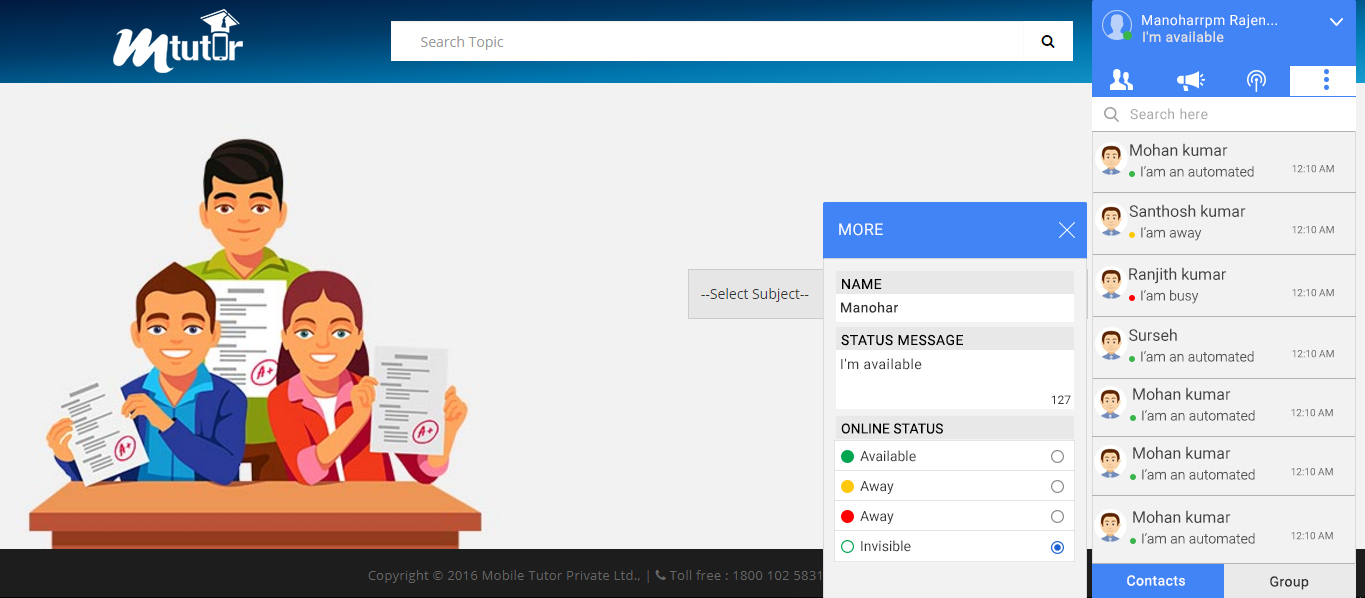 Mtutor
Search Topic
Manoharrpm Rajen...
I'm available
Search here
Mohan kumar
I'am an automated
12:10 AM
Santhosh kumar
I'am away
12:10 AM
Ranjith kumar
I'am busy
12:10 AM
Surseh
I'am an automated
12:10 AM
Mohan kumar
I'am an automated
12:10 AM
Mohan kumar
I'am an automated
12:10 AM
Mohan kumar
I'am an automated
12:10 AM
Contacts
Group
--Select Subject--
MORE
NAME
Manohar
STATUS MESSAGE
I'm available
127
ONLINE STATUS
Available
Away
Away
Invisible
A+
A+
A+
Copyright © 2016 Mobile Tutor Private Ltd., | Toll free : 1800 102 5831